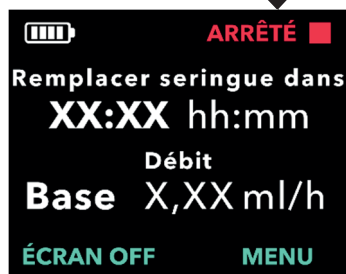 ARRÊTÉ
Remplacer seringue dans
XX:XX hh:mm
Débit
Base X,XX ml/h
ÉCRAN OFF MENU